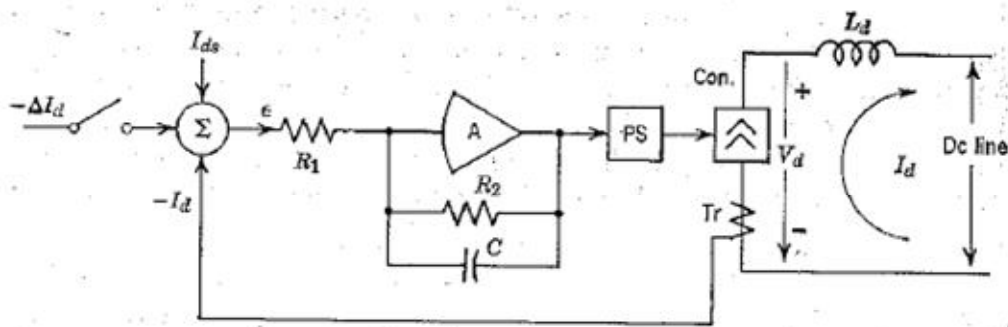 I_ds
L_d
Con.
-ΔI_d
Σ
e
A
PS
+
V_d
I_d
Dc line
R_1
R_2
-I_d
Tr
C
-